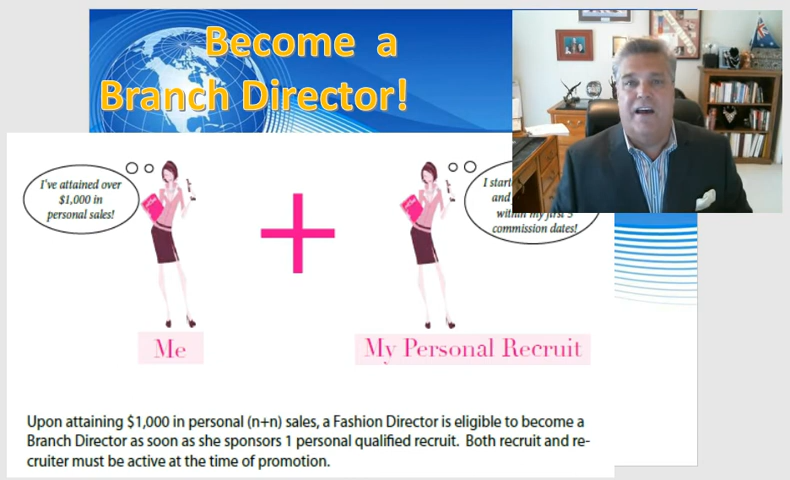 Become a
Branch Director!
I've attained over
$1,000 in
personal sales!
I start
and
within my first 5
commission dates!
Me
My Personal Recruit
Upon attaining $1,000 in personal (n+n) sales, a Fashion Director is eligible to become a
Branch Director as soon as she sponsors 1 personal qualified recruit. Both recruit and re-
cruiter must be active at the time of promotion.